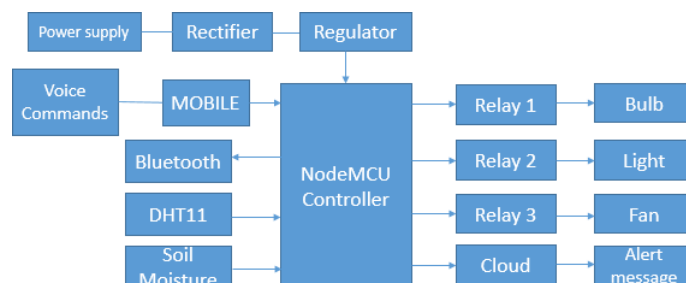 Power supply
Rectifier
Regulator
Voice
Commands
MOBILE
Bluetooth
DHT11
Soil
Moisture
NodeMCU
Controller
Relay 1
Bulb
Relay 2
Light
Relay 3
Fan
Cloud
Alert
message